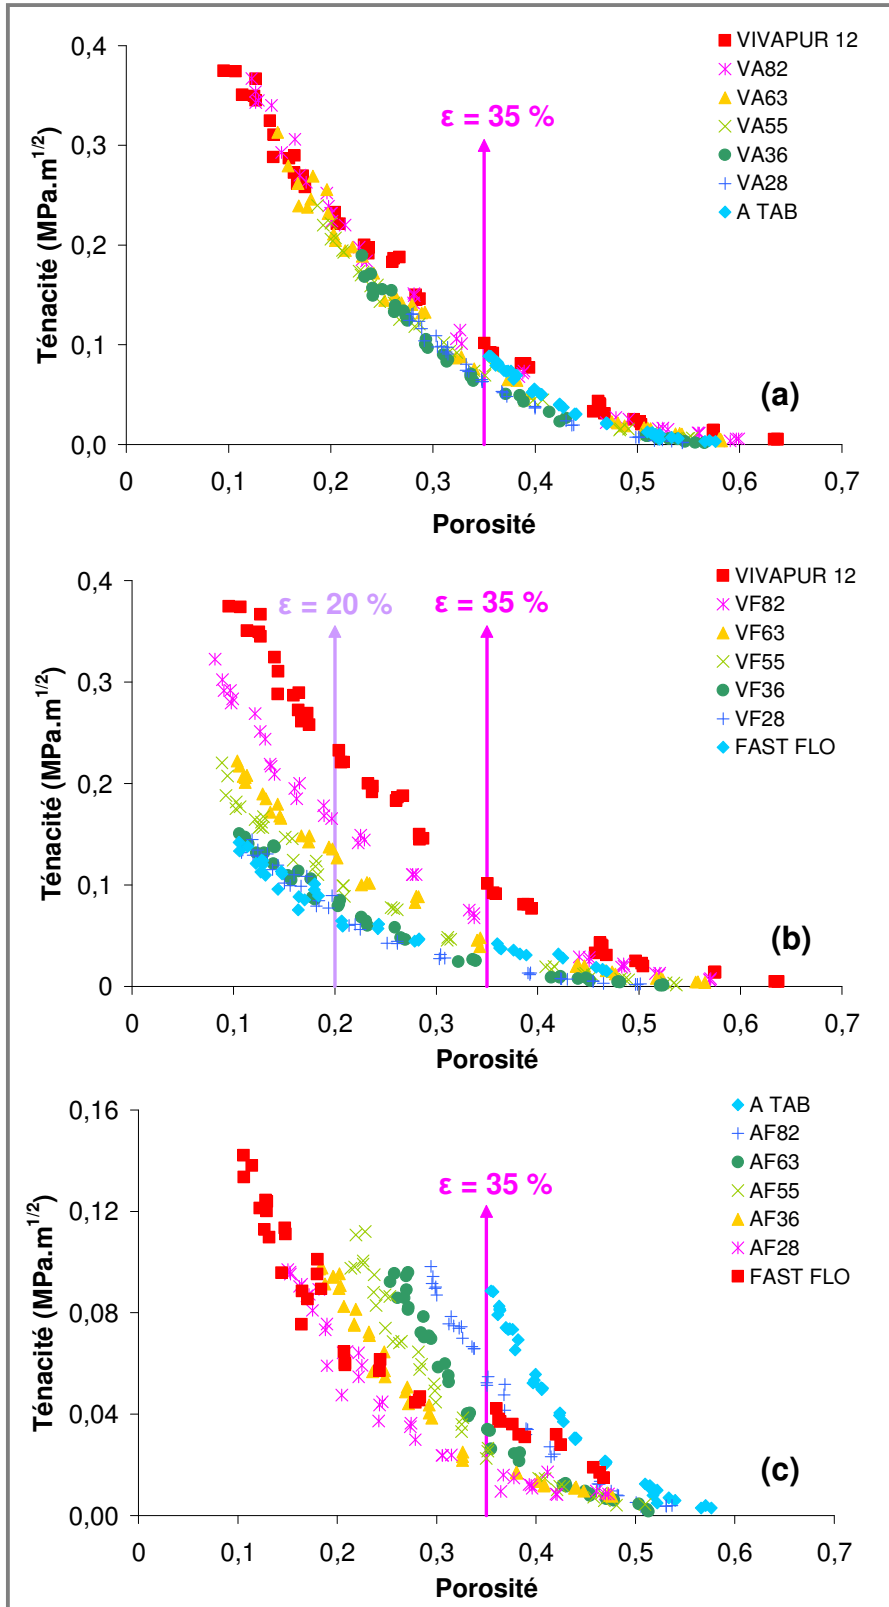 VIVAPUR 12
VA82
VA63
VA55
VA36
VA28
A TAB
ε = 35 %
(a)
Ténacité (MPa.m1/2)
0,4
0,3
0,2
0,1
0,0
0 0,1 0,2 0,3 0,4 0,5 0,6 0,7
Porosité
VIVAPUR 12
VF82
VF63
VF55
VF36
VF28
FAST FLO
ε = 20 % ε = 35 %
(b)
Ténacité (MPa.m1/2)
0,4
0,3
0,2
0,1
0
0 0,1 0,2 0,3 0,4 0,5 0,6 0,7
Porosité
A TAB
AF82
AF63
AF55
AF36
AF28
FAST FLO
ε = 35 %
(c)
Ténacité (MPa.m1/2)
0,16
0,12
0,08
0,04
0,00
0 0,1 0,2 0,3 0,4 0,5 0,6 0,7
Porosité